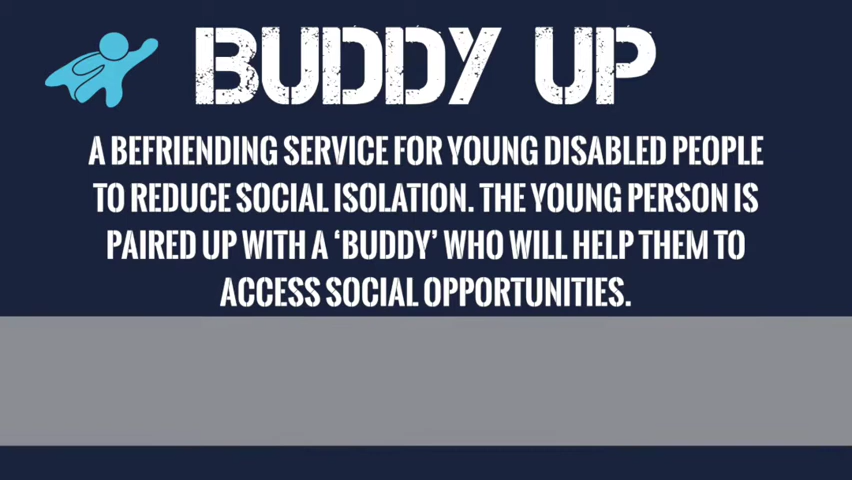 BUDDY UP
A BEFRIENDING SERVICE FOR YOUNG DISABLED PEOPLE
TO REDUCE SOCIAL ISOLATION. THE YOUNG PERSON IS
PAIRED UP WITH A ‘BUDDY’ WHO WILL HELP THEM TO
ACCESS SOCIAL OPPORTUNITIES.